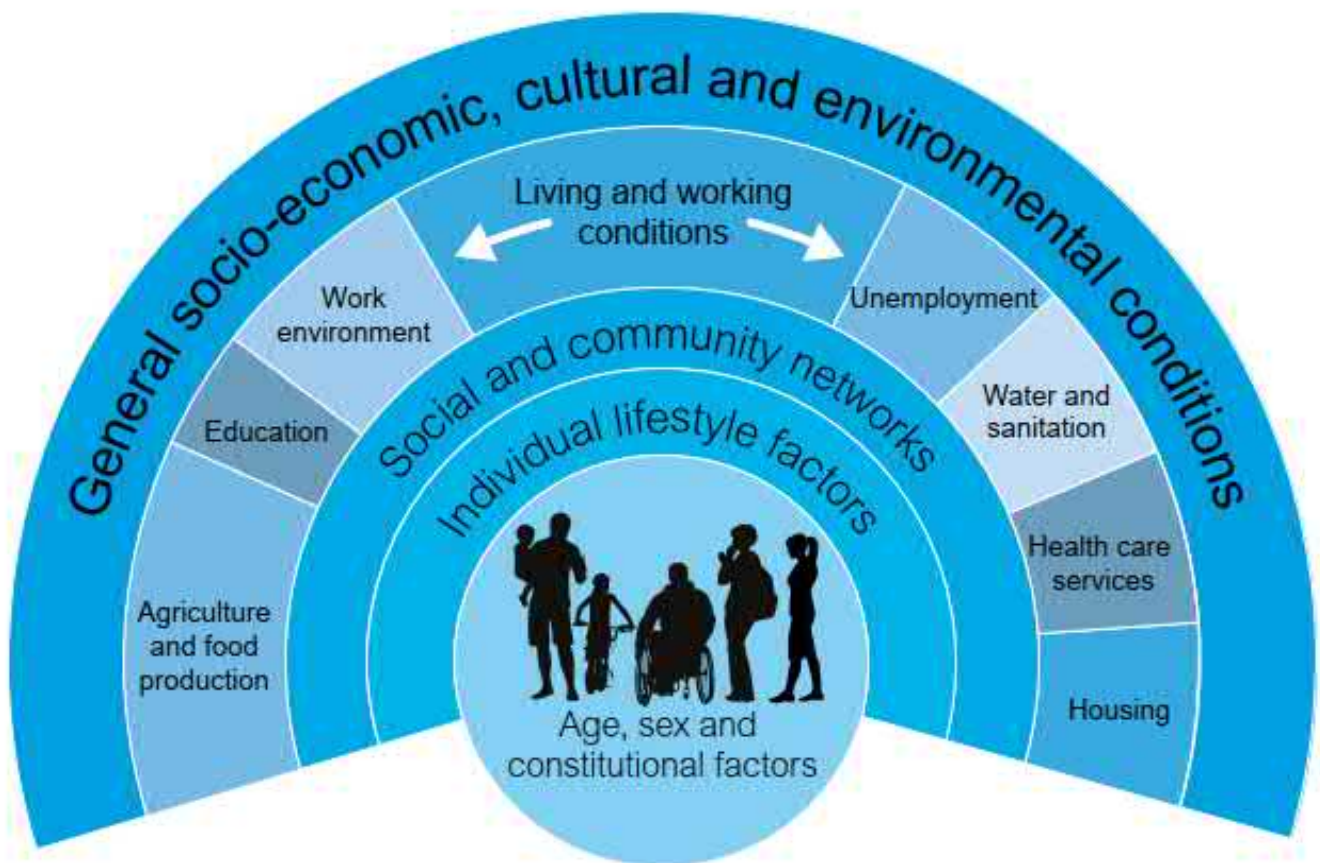 General socio-economic, cultural and environmental conditions
Living and working
conditions
Work
environment
Unemployment
Education
Water and
sanitation
Agriculture
and food
production
Health care
services
Housing
Social and community networks
Individual lifestyle factors
Age, sex and
constitutional factors